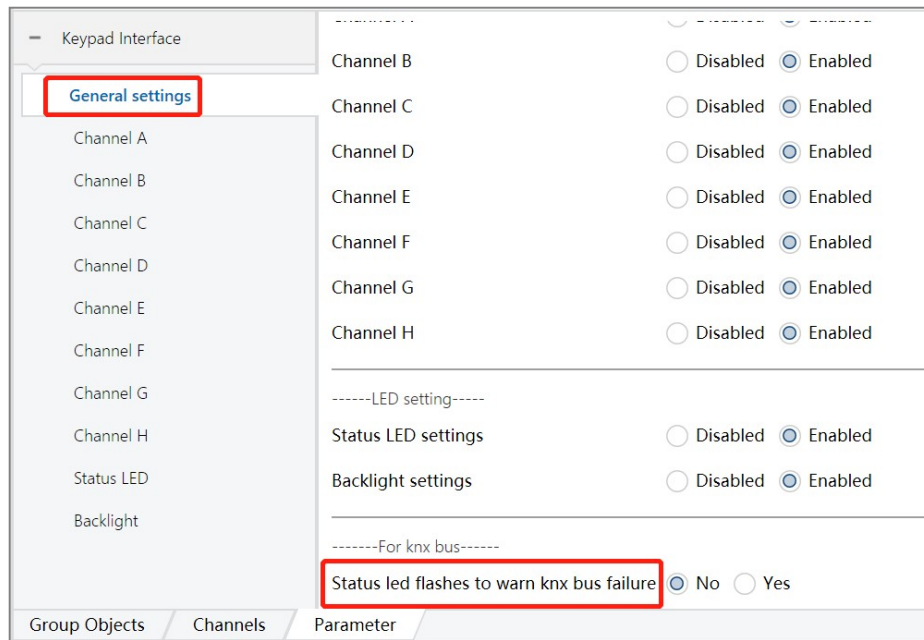 Keypad Interface
General settings
Channel A
Channel B
Channel C
Channel D
Channel E
Channel F
Channel G
Channel H
Status LED
Backlight
Channel B Disabled Enabled
Channel C Disabled Enabled
Channel D Disabled Enabled
Channel E Disabled Enabled
Channel F Disabled Enabled
Channel G Disabled Enabled
Channel H Disabled Enabled
------LED setting-----
Status LED settings Disabled Enabled
Backlight settings Disabled Enabled
-------For knx bus------
Status led flashes to warn knx bus failure No Yes
Group Objects Channels Parameter